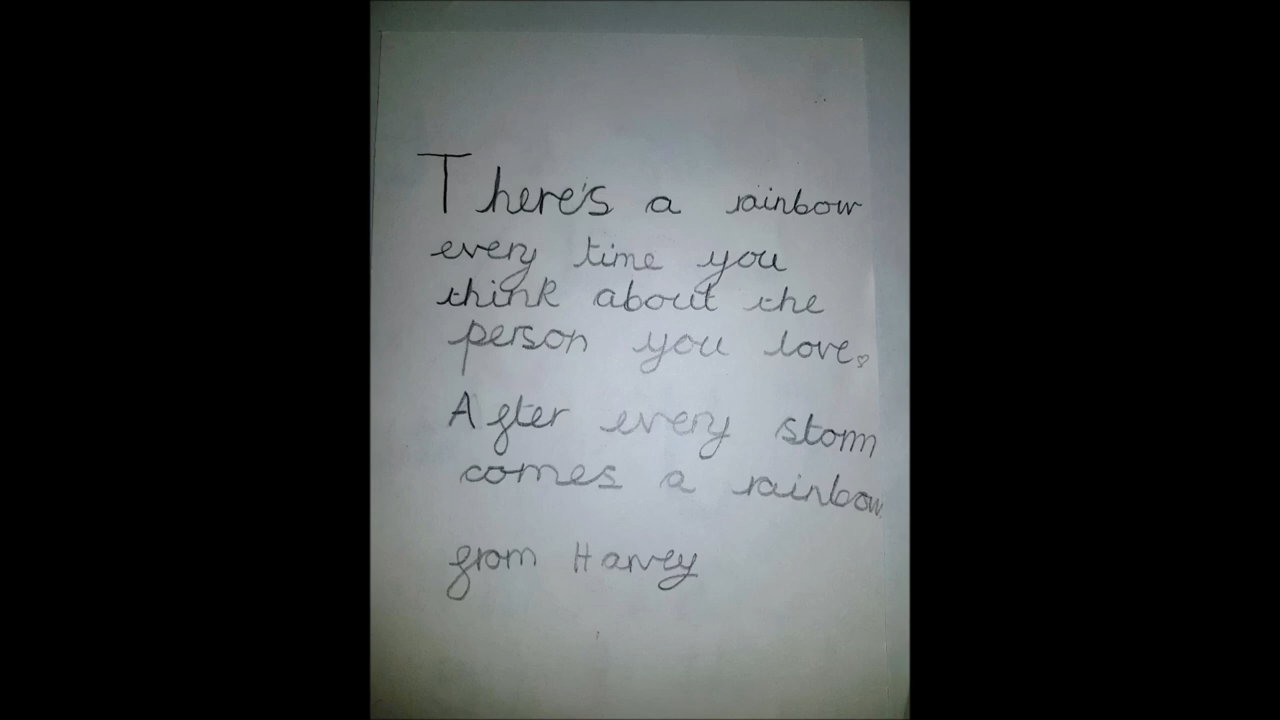 There's a rainbow
every time you
think about the
person you love.
After every storm
comes a rainbow.
from Harvey